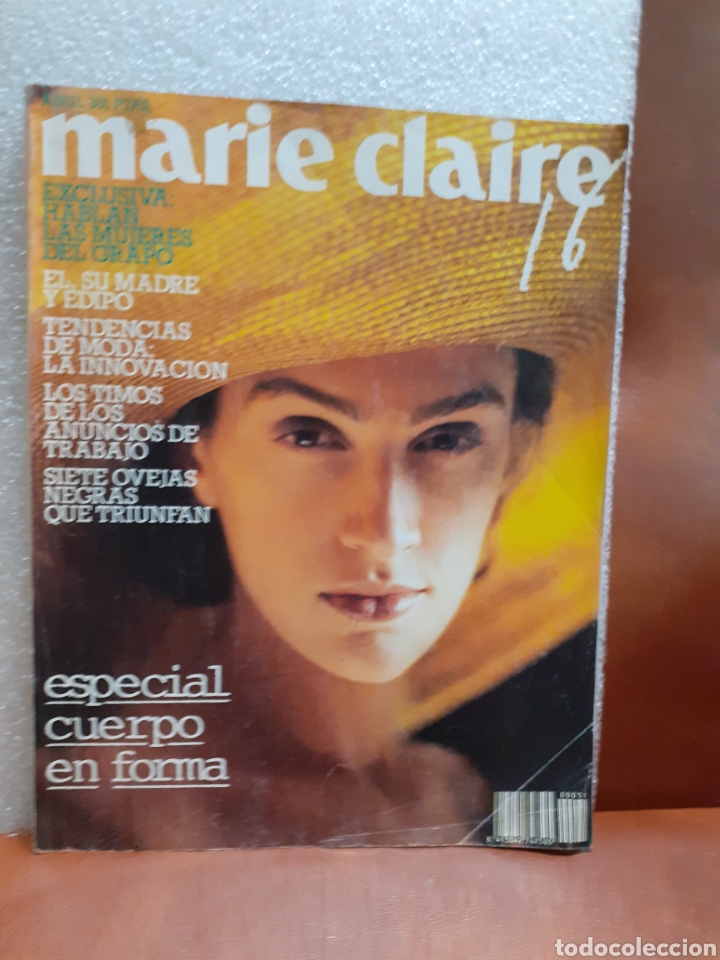 marie claire
16
EXCLUSIVA:
HABLAN
LAS MUJERES
DEL GRAPO
EL, SU MADRE
Y EDIPO
TENDENCIAS
DE MODA:
LA INNOVACION
LOS TIMOS
DE LOS
ANUNCIOS DE
TRABAJO
SIETE OVEJAS
NEGRAS
QUE TRIUNFAN
especial
cuerpo
en forma
00051
todocoleccion